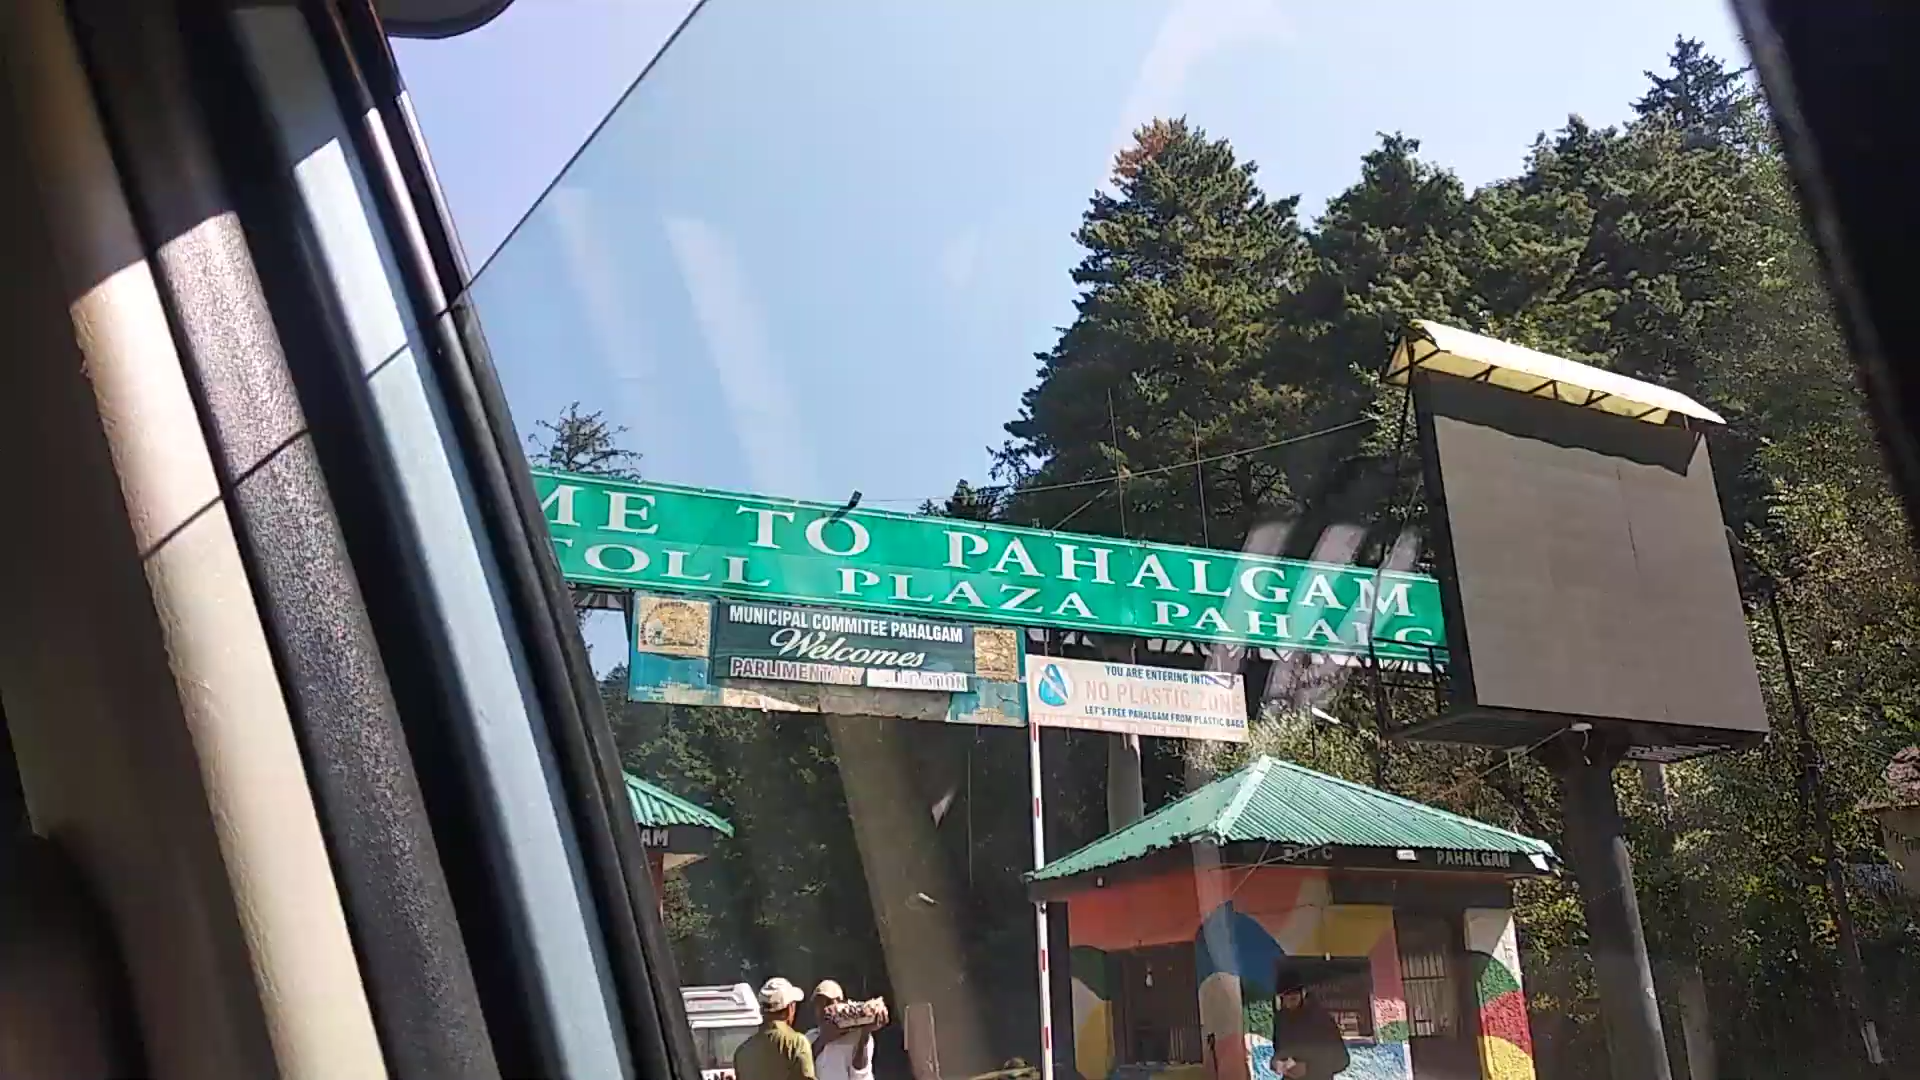 ME TO PAHALGAM
TOLL PLAZA PAHALG
MUNICIPAL COMMITEE PAHALGAM
Welcomes
PARLIMENTARY
YOU ARE ENTERING INTO
NO PLASTIC ZONE
LET'S FREE PAHALGAM FROM PLASTIC BAGS
AM
PAHALGAM